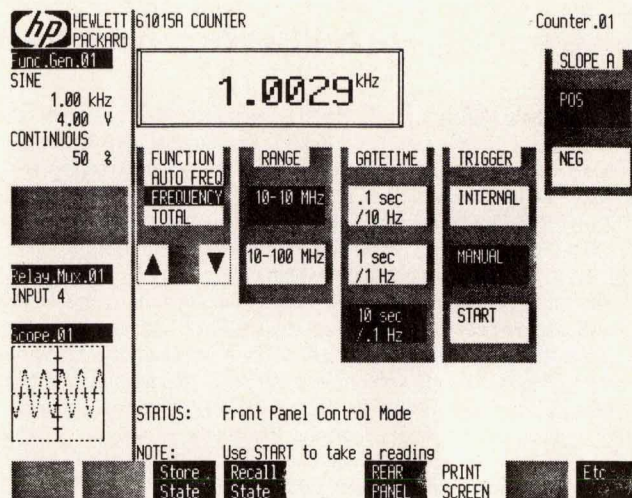 hp HEWLETT
PACKARD
61015A COUNTER
Counter.01
Func.Gen.01
SINE
1.00 kHz
4.00 V
CONTINUOUS
50 %
Relay.Mux.01
INPUT 4
Scope.01
1.0029 kHz
FUNCTION
AUTO FREQ
FREQUENCY
TOTAL
RANGE
10-10 MHz
10-100 MHz
GATETIME
.1 sec
/10 Hz
1 sec
/1 Hz
10 sec
/.1 Hz
TRIGGER
INTERNAL
MANUAL
START
SLOPE A
POS
NEG
STATUS: Front Panel Control Mode
NOTE: Use START to take a reading
Store
State
Recall
State
REAR
PANEL
PRINT
SCREEN
Etc